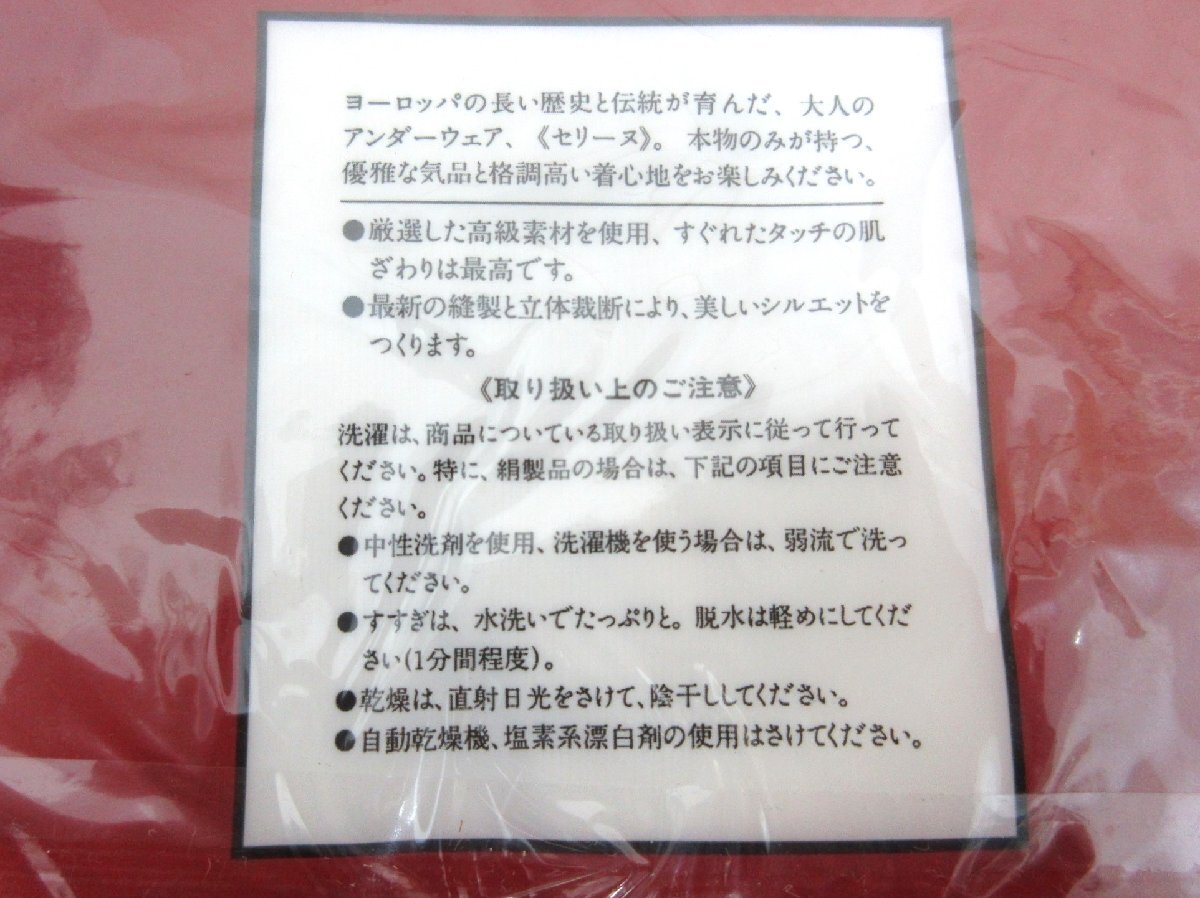 ヨーロッパの長い歴史と伝統が育んだ、大人の
アンダーウェア、《セリーヌ》。本物のみが持つ、
優雅な気品と格調高い着心地をお楽しみください。
●厳選した高級素材を使用、すぐれたタッチの肌
ざわりは最高です。
●最新の縫製と立体裁断により、美しいシルエットを
つくります。
《取り扱い上のご注意》
洗濯は、商品についている取り扱い表示に従って行って
ください。特に、絹製品の場合は、下記の項目にご注意
ください。
●中性洗剤を使用、洗濯機を使う場合は、弱流で洗っ
てください。
●すすぎは、水洗いでたっぷりと。脱水は軽めにしてくだ
さい(1分間程度)。
●乾燥は、直射日光をさけて、陰干ししてください。
●自動乾燥機、塩素系漂白剤の使用はさけてください。